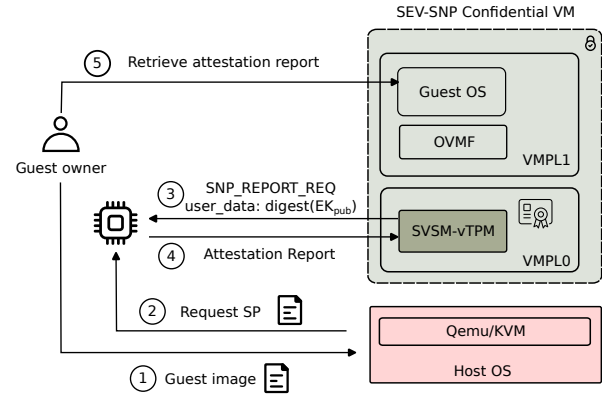 SEV-SNP Confidential VM
5 Retrieve attestation report
Guest OS
OVMF
VMPL1
Guest owner
3 SNP_REPORT_REQ
user_data: digest(EKpub)
SVSM-vTPM
4 Attestation Report
VMPL0
2 Request SP
Qemu/KVM
Host OS
1 Guest image